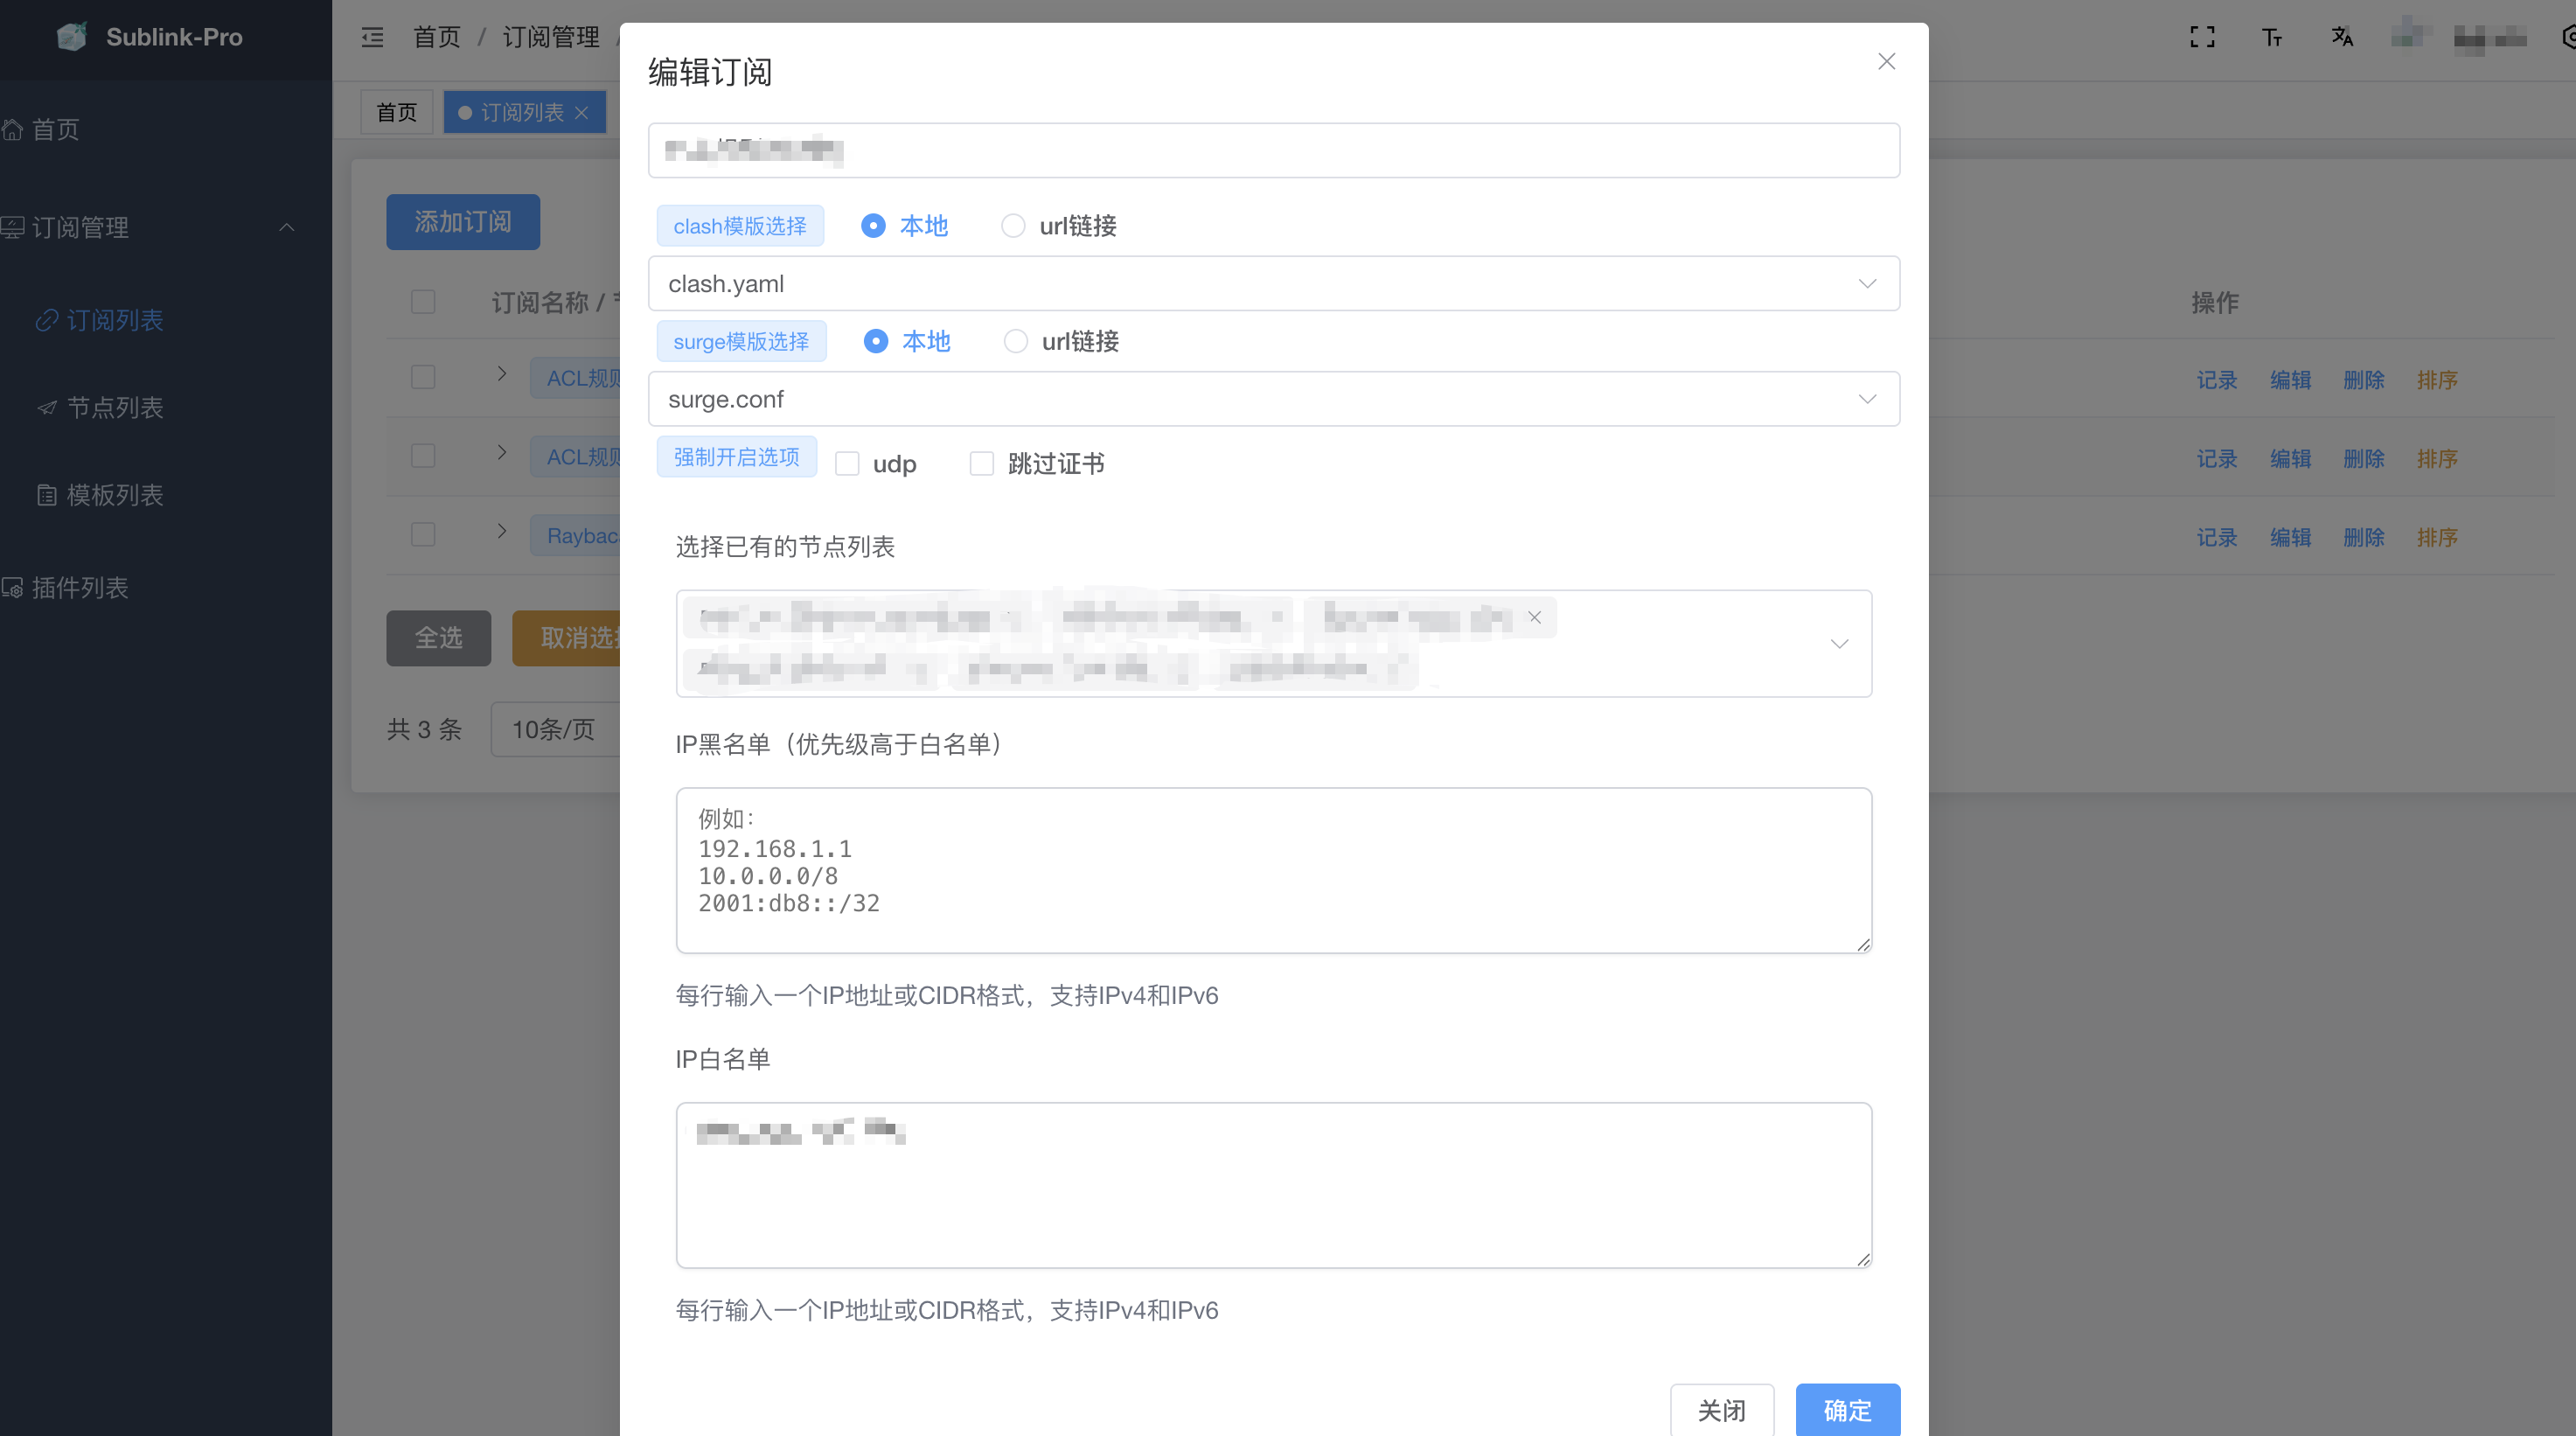 Sublink-Pro
首页
订阅管理
订阅列表
节点列表
模板列表
插件列表
首页 / 订阅管理 /
首页
订阅列表
添加订阅
订阅名称 /
操作
ACL规则
记录 编辑 删除 排序
ACL规则
记录 编辑 删除 排序
Raybac
记录 编辑 删除 排序
全选
取消选择
共 3 条
10条/页
编辑订阅
clash模版选择 本地 url链接
clash.yaml
surge模版选择 本地 url链接
surge.conf
强制开启选项 udp 跳过证书
选择已有的节点列表
IP黑名单（优先级高于白名单）
例如：
192.168.1.1
10.0.0.0/8
2001:db8::/32
每行输入一个IP地址或CIDR格式，支持IPv4和IPv6
IP白名单
每行输入一个IP地址或CIDR格式，支持IPv4和IPv6
关闭
确定